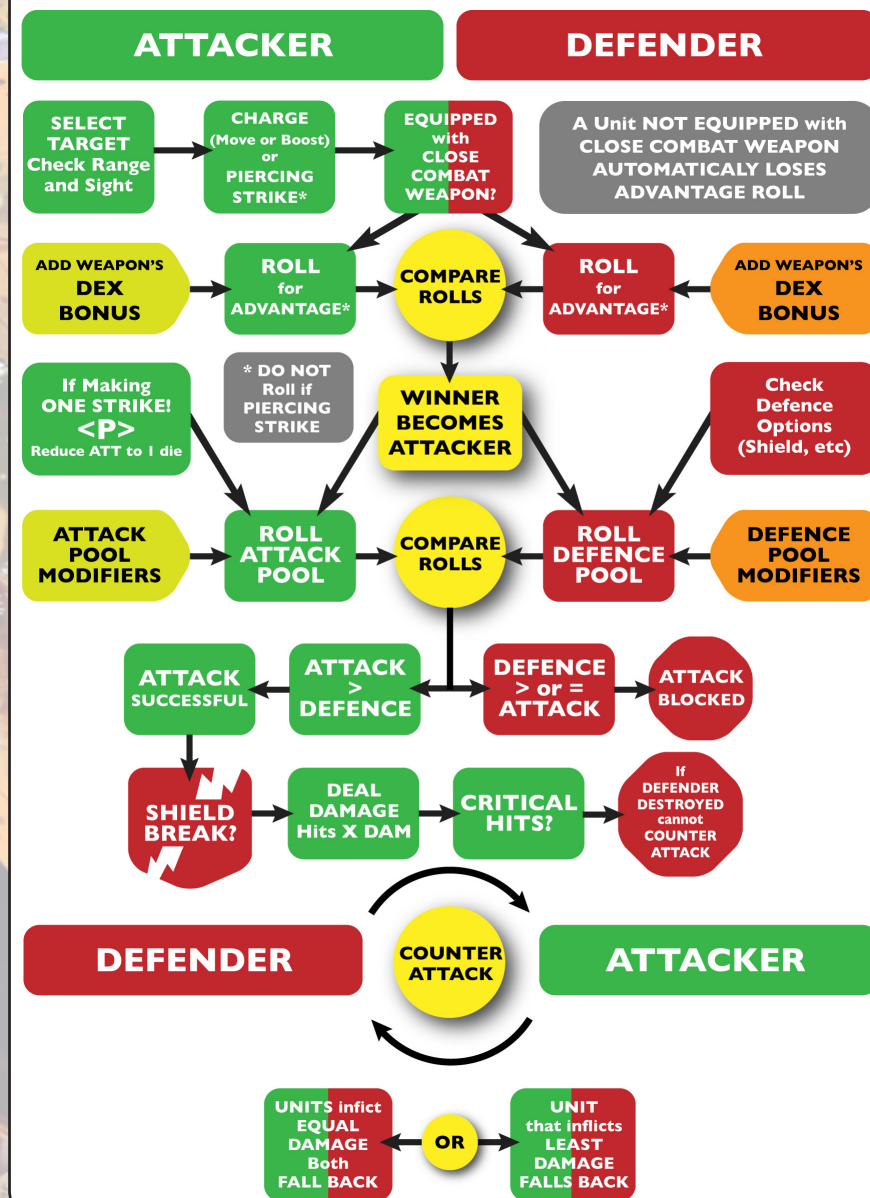 ATTACKER
DEFENDER
SELECT
TARGET
Check Range
and Sight
CHARGE
(Move or Boost)
or
PIERCING
STRIKE*
EQUIPPED
with
CLOSE
COMBAT
WEAPON?
A Unit NOT EQUIPPED with
CLOSE COMBAT WEAPON
AUTOMATICALY LOSES
ADVANTAGE ROLL
ADD WEAPON'S
DEX
BONUS
ROLL
for
ADVANTAGE*
COMPARE
ROLLS
ROLL
for
ADVANTAGE*
ADD WEAPON'S
DEX
BONUS
If Making
ONE STRIKE!
<P>
Reduce ATT to 1 die
* DO NOT
Roll if
PIERCING
STRIKE
WINNER
BECOMES
ATTACKER
Check
Defence
Options
(Shield, etc)
ATTACK
POOL
MODIFIERS
ROLL
ATTACK
POOL
COMPARE
ROLLS
ROLL
DEFENCE
POOL
DEFENCE
POOL
MODIFIERS
ATTACK
SUCCESSFUL
ATTACK
>
DEFENCE
DEFENCE
> or =
ATTACK
ATTACK
BLOCKED
SHIELD
BREAK?
DEAL
DAMAGE
Hits X DAM
CRITICAL
HITS?
If
DEFENDER
DESTROYED
cannot
COUNTER
ATTACK
DEFENDER
COUNTER
ATTACK
ATTACKER
UNITS infict
EQUAL
DAMAGE
Both
FALL BACK
OR
UNIT
that inflicts
LEAST
DAMAGE
FALLS BACK